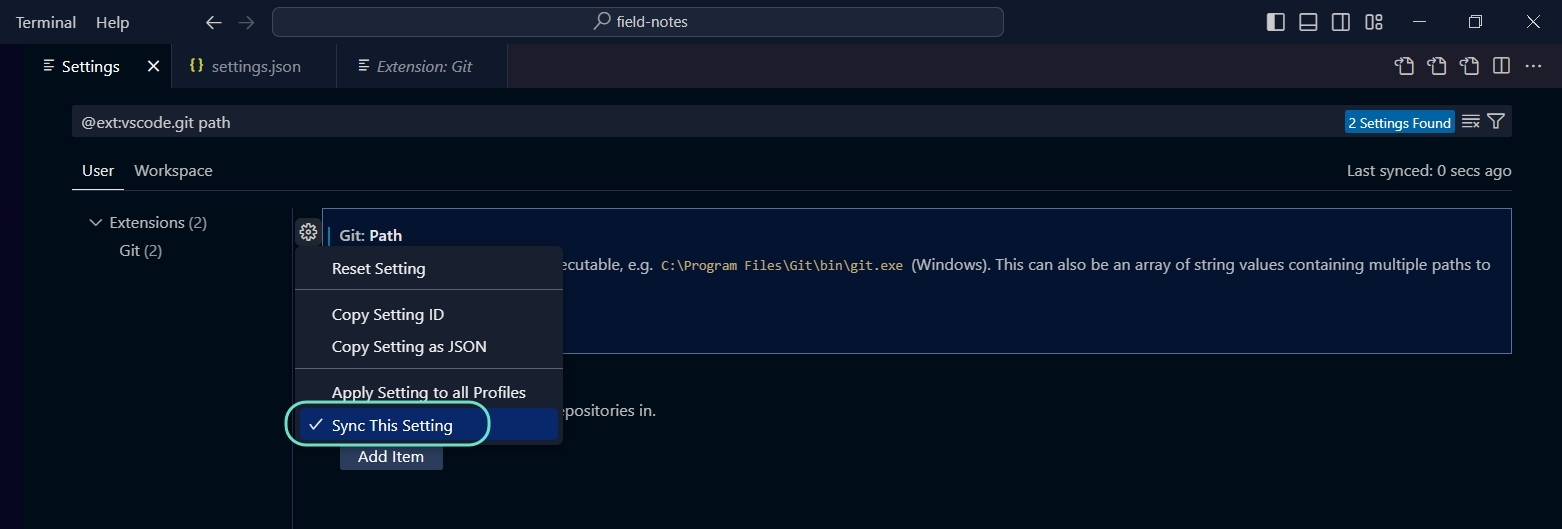 Terminal Help field-notes
Settings settings.json Extension: Git
@ext:vscode.git path 2 Settings Found
User Workspace Last synced: 0 secs ago
Extensions (2)
Git (2)
Git: Path
ecutable, e.g. C:\Program Files\Git\bin\git.exe (Windows). This can also be an array of string values containing multiple paths to
Reset Setting
Copy Setting ID
Copy Setting as JSON
Apply Setting to all Profiles
epositories in.
Sync This Setting
Add Item